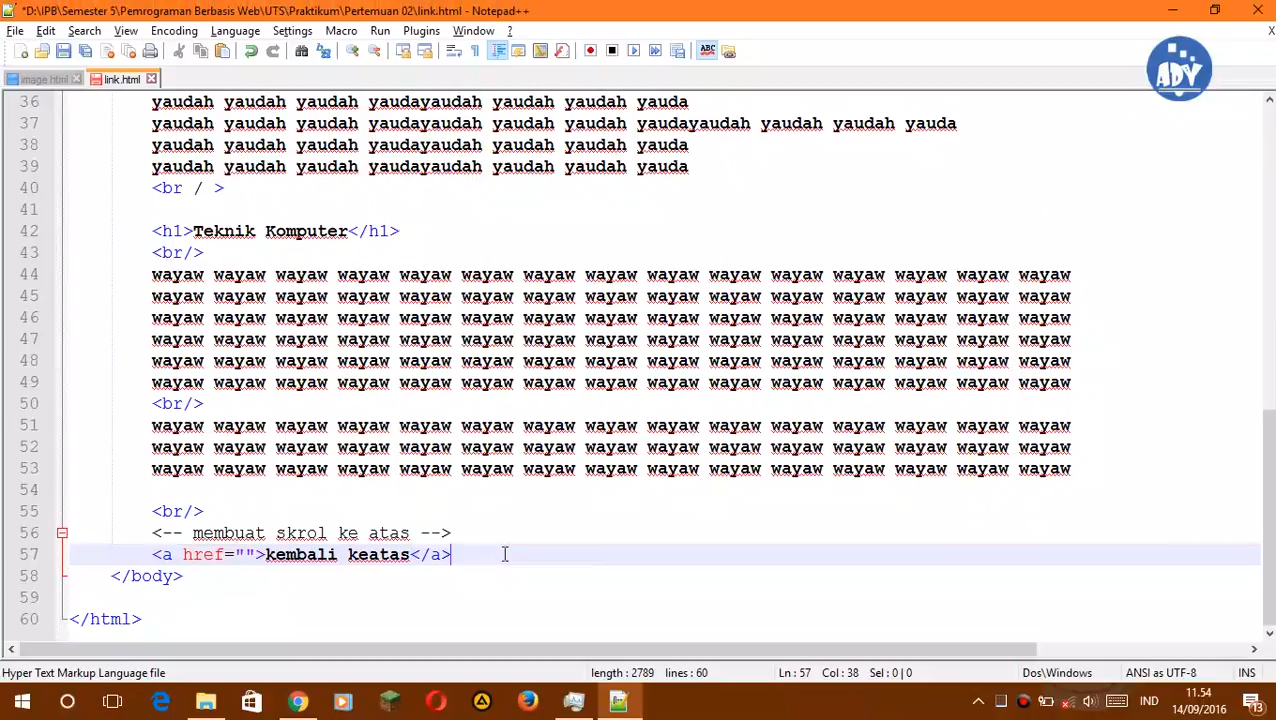 *D:\IPB\Semester 5\Pemrograman Berbasis Web\UTS\Praktikum\Pertemuan 02\link.html - Notepad++
File Edit Search View Encoding Language Settings Macro Run Plugins Window ? X
ABC
image.html link.html
ADY
36 yaudah yaudah yaudah yaudayaudah yaudah yaudah yauda
37 yaudah yaudah yaudah yaudayaudah yaudah yaudah yaudayaudah yaudah yaudah yauda
38 yaudah yaudah yaudah yaudayaudah yaudah yaudah yauda
39 yaudah yaudah yaudah yaudayaudah yaudah yaudah yauda
40 <br / >
41
42 <h1>Teknik Komputer</h1>
43 <br/>
44 wayaw wayaw wayaw wayaw wayaw wayaw wayaw wayaw wayaw wayaw wayaw wayaw wayaw wayaw wayaw
45 wayaw wayaw wayaw wayaw wayaw wayaw wayaw wayaw wayaw wayaw wayaw wayaw wayaw wayaw wayaw
46 wayaw wayaw wayaw wayaw wayaw wayaw wayaw wayaw wayaw wayaw wayaw wayaw wayaw wayaw wayaw
47 wayaw wayaw wayaw wayaw wayaw wayaw wayaw wayaw wayaw wayaw wayaw wayaw wayaw wayaw wayaw
48 wayaw wayaw wayaw wayaw wayaw wayaw wayaw wayaw wayaw wayaw wayaw wayaw wayaw wayaw wayaw
49 wayaw wayaw wayaw wayaw wayaw wayaw wayaw wayaw wayaw wayaw wayaw wayaw wayaw wayaw wayaw
50 <br/>
51 wayaw wayaw wayaw wayaw wayaw wayaw wayaw wayaw wayaw wayaw wayaw wayaw wayaw wayaw wayaw
52 wayaw wayaw wayaw wayaw wayaw wayaw wayaw wayaw wayaw wayaw wayaw wayaw wayaw wayaw wayaw
53 wayaw wayaw wayaw wayaw wayaw wayaw wayaw wayaw wayaw wayaw wayaw wayaw wayaw wayaw wayaw
54
55 <br/>
56 <-- membuat skrol ke atas -->
57 <a href="">kembali keatas</a>
58 </body>
59
60 </html>
Hyper Text Markup Language file length : 2789 lines : 60 Ln : 57 Col : 38 Sel : 0 | 0 Dos\Windows ANSI as UTF-8 INS
IND 11.54
14/09/2016 13